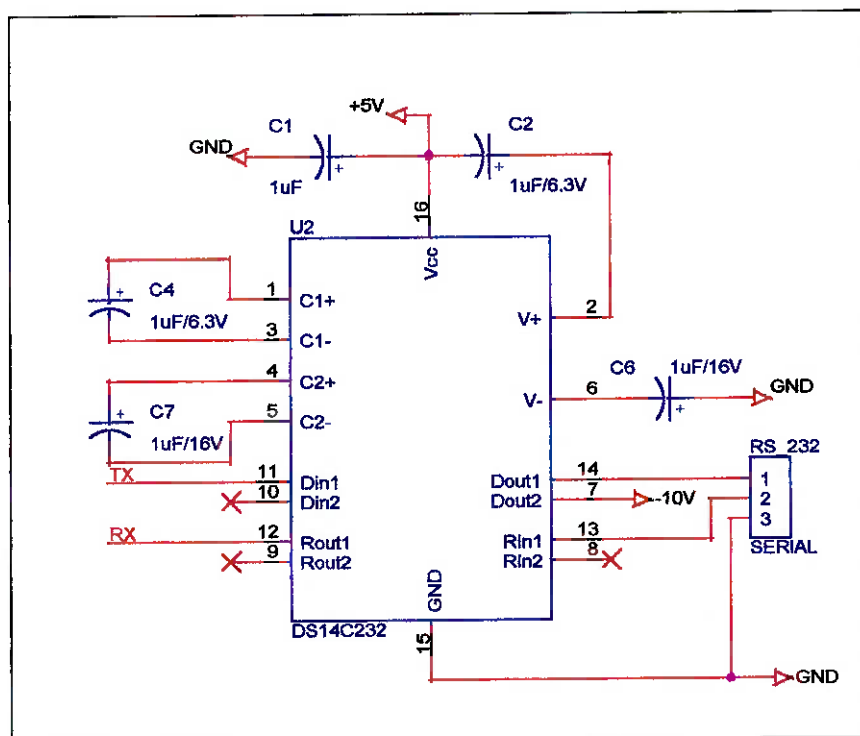 +5V
C1
C2
GND
1uF
+
+
1uF/6.3V
16
U2
Vcc
+
C4
1
C1+
1uF/6.3V
2
V+
3
C1-
4
C2+
C6
1uF/16V
GND
6
V-
+
+
C7
5
C2-
1uF/16V
RS_232
TX
11
Din1
14
Dout1
1
10
Din2
7
Dout2
-10V
2
3
RX
12
Rout1
13
Rin1
SERIAL
9
Rout2
8
Rin2
GND
DS14C232
15
GND